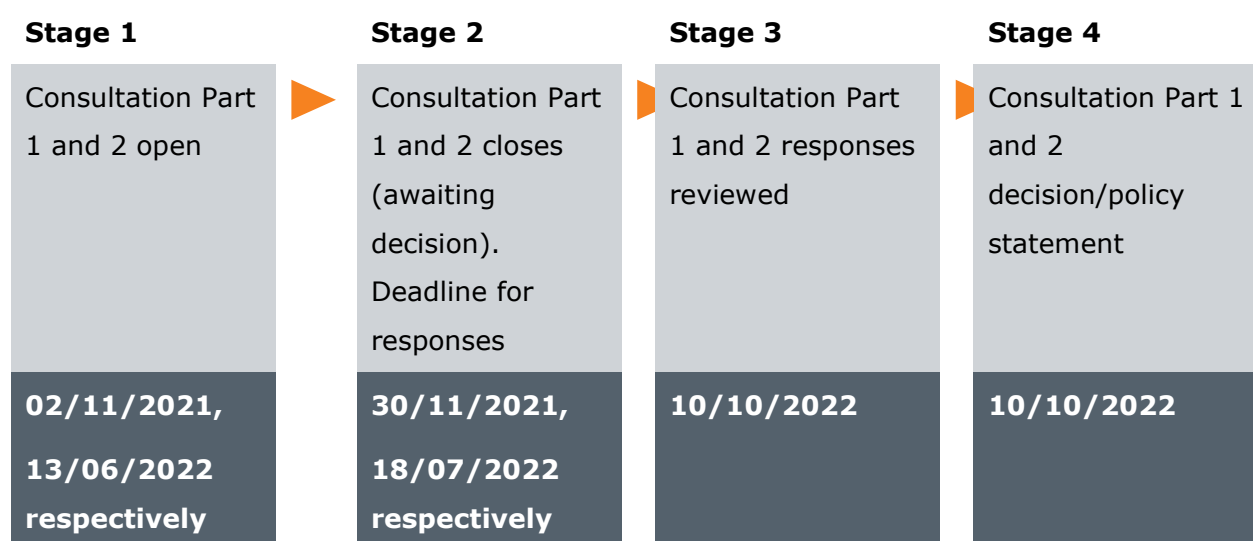 Stage 1
Consultation Part
1 and 2 open
02/11/2021,
13/06/2022
respectively
Stage 2
Consultation Part
1 and 2 closes
(awaiting
decision).
Deadline for
responses
30/11/2021,
18/07/2022
respectively
Stage 3
Consultation Part
1 and 2 responses
reviewed
10/10/2022
Stage 4
Consultation Part 1
and 2
decision/policy
statement
10/10/2022